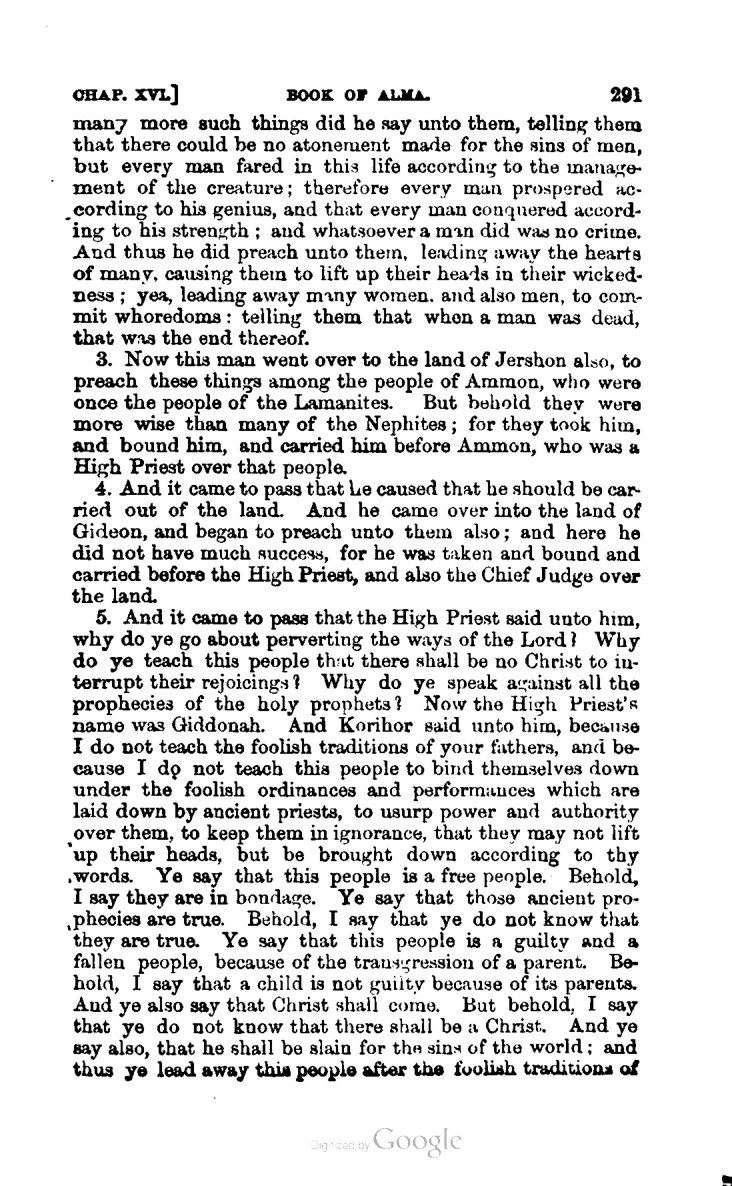 CHAP. XVI.] BOOK OF ALMA. 291
many more such things did he say unto them, telling them
that there could be no atonement made for the sins of men,
but every man fared in this life according to the manage-
ment of the creature; therefore every man prospered ac-
cording to his genius, and that every man conquered accord-
ing to his strength; and whatsoever a man did was no crime.
And thus he did preach unto them, leading away the hearts
of many, causing them to lift up their heads in their wicked-
ness; yea, leading away many women, and also men, to com-
mit whoredoms: telling them that when a man was dead,
that was the end thereof.
3. Now this man went over to the land of Jershon also, to
preach these things among the people of Ammon, who were
once the people of the Lamanites. But behold they were
more wise than many of the Nephites; for they took him,
and bound him, and carried him before Ammon, who was a
High Priest over that people.
4. And it came to pass that he caused that he should be car-
ried out of the land. And he came over into the land of
Gideon, and began to preach unto them also; and here he
did not have much success, for he was taken and bound and
carried before the High Priest, and also the Chief Judge over
the land.
5. And it came to pass that the High Priest said unto him,
why do ye go about perverting the ways of the Lord? Why
do ye teach this people that there shall be no Christ to in-
terrupt their rejoicings? Why do ye speak against all the
prophecies of the holy prophets? Now the High Priest's
name was Giddonah. And Korihor said unto him, because
I do not teach the foolish traditions of your fathers, and be-
cause I do not teach this people to bind themselves down
under the foolish ordinances and performances which are
laid down by ancient priests, to usurp power and authority
over them, to keep them in ignorance, that they may not lift
up their heads, but be brought down according to thy
words. Ye say that this people is a free people. Behold,
I say they are in bondage. Ye say that those ancient pro-
phecies are true. Behold, I say that ye do not know that
they are true. Ye say that this people is a guilty and a
fallen people, because of the transgression of a parent. Be-
hold, I say that a child is not guilty because of its parents.
And ye also say that Christ shall come. But behold, I say
that ye do not know that there shall be a Christ. And ye
say also, that he shall be slain for the sins of the world; and
thus ye lead away this people after the foolish traditions of
Digitized by Google